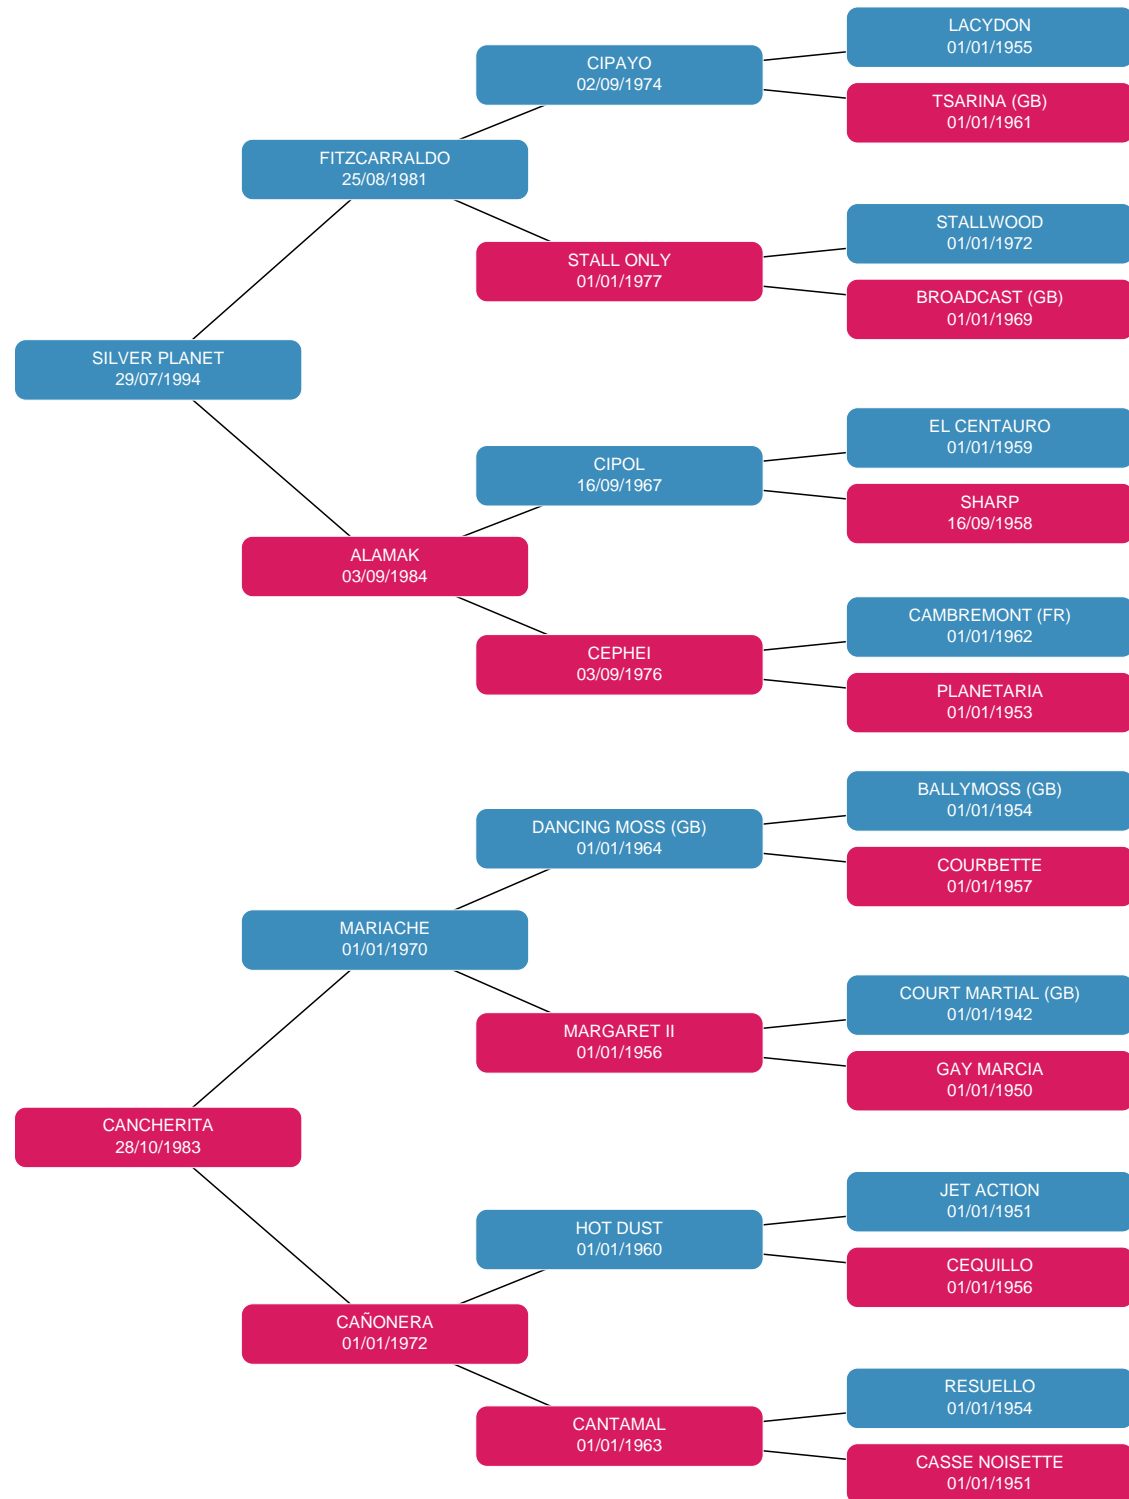 LACYDON
01/01/1955
CIPAYO
02/09/1974
TSARINA (GB)
01/01/1961
FITZCARRALDO
25/08/1981
STALLWOOD
01/01/1972
STALL ONLY
01/01/1977
BROADCAST (GB)
01/01/1969
SILVER PLANET
29/07/1994
EL CENTAURO
01/01/1959
CIPOL
16/09/1967
SHARP
16/09/1958
ALAMAK
03/09/1984
CAMBREMONT (FR)
01/01/1962
CEPHEI
03/09/1976
PLANETARIA
01/01/1953
BALLYMOSS (GB)
01/01/1954
DANCING MOSS (GB)
01/01/1964
COURBETTE
01/01/1957
MARIACHE
01/01/1970
COURT MARTIAL (GB)
01/01/1942
MARGARET II
01/01/1956
GAY MARCIA
01/01/1950
CANCHERITA
28/10/1983
JET ACTION
01/01/1951
HOT DUST
01/01/1960
CEQUILLO
01/01/1956
CAÑONERA
01/01/1972
RESUELLO
01/01/1954
CANTAMAL
01/01/1963
CASSE NOISETTE
01/01/1951